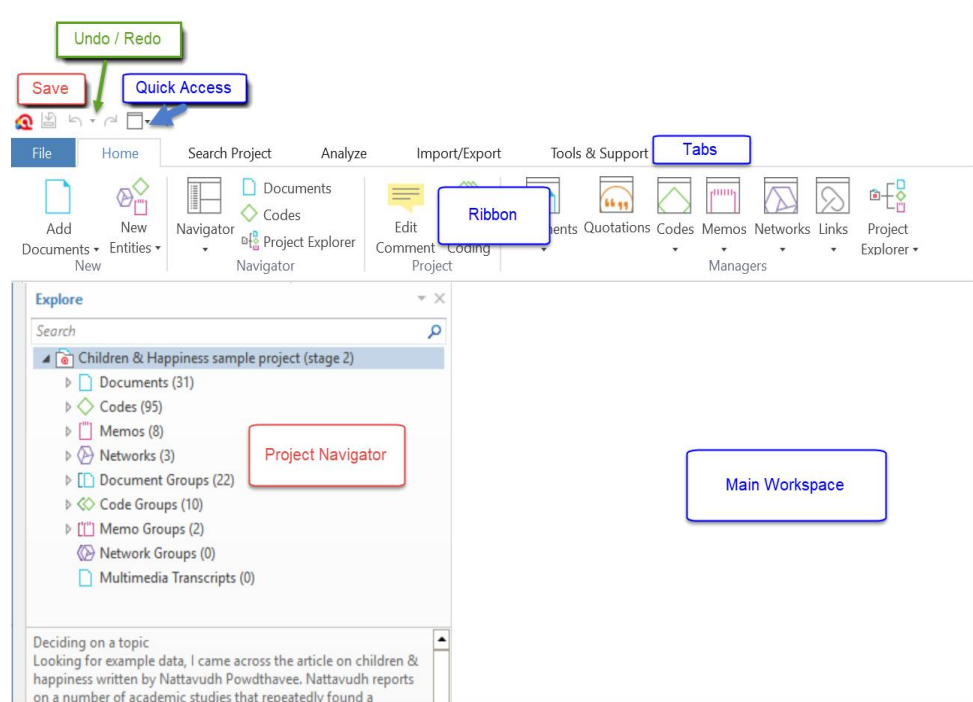 Undo / Redo
Save
Quick Access
File Home Search Project Analyze Import/Export Tools & Support Tabs
Add Documents
New Entities
New
Navigator
Documents
Codes
Project Explorer
Navigator
Edit Comment
Coding
Project
Ribbon
Quotations
Codes
Memos
Networks
Links
Project Explorer
Managers
Explore
Search
Children & Happiness sample project (stage 2)
Documents (31)
Codes (95)
Memos (8)
Networks (3)
Document Groups (22)
Code Groups (10)
Memo Groups (2)
Network Groups (0)
Multimedia Transcripts (0)
Project Navigator
Main Workspace
Deciding on a topic
Looking for example data, I came across the article on children &
happiness written by Nattavudh Powdthavee. Nattavudh reports
on a number of academic studies that repeatedly found a